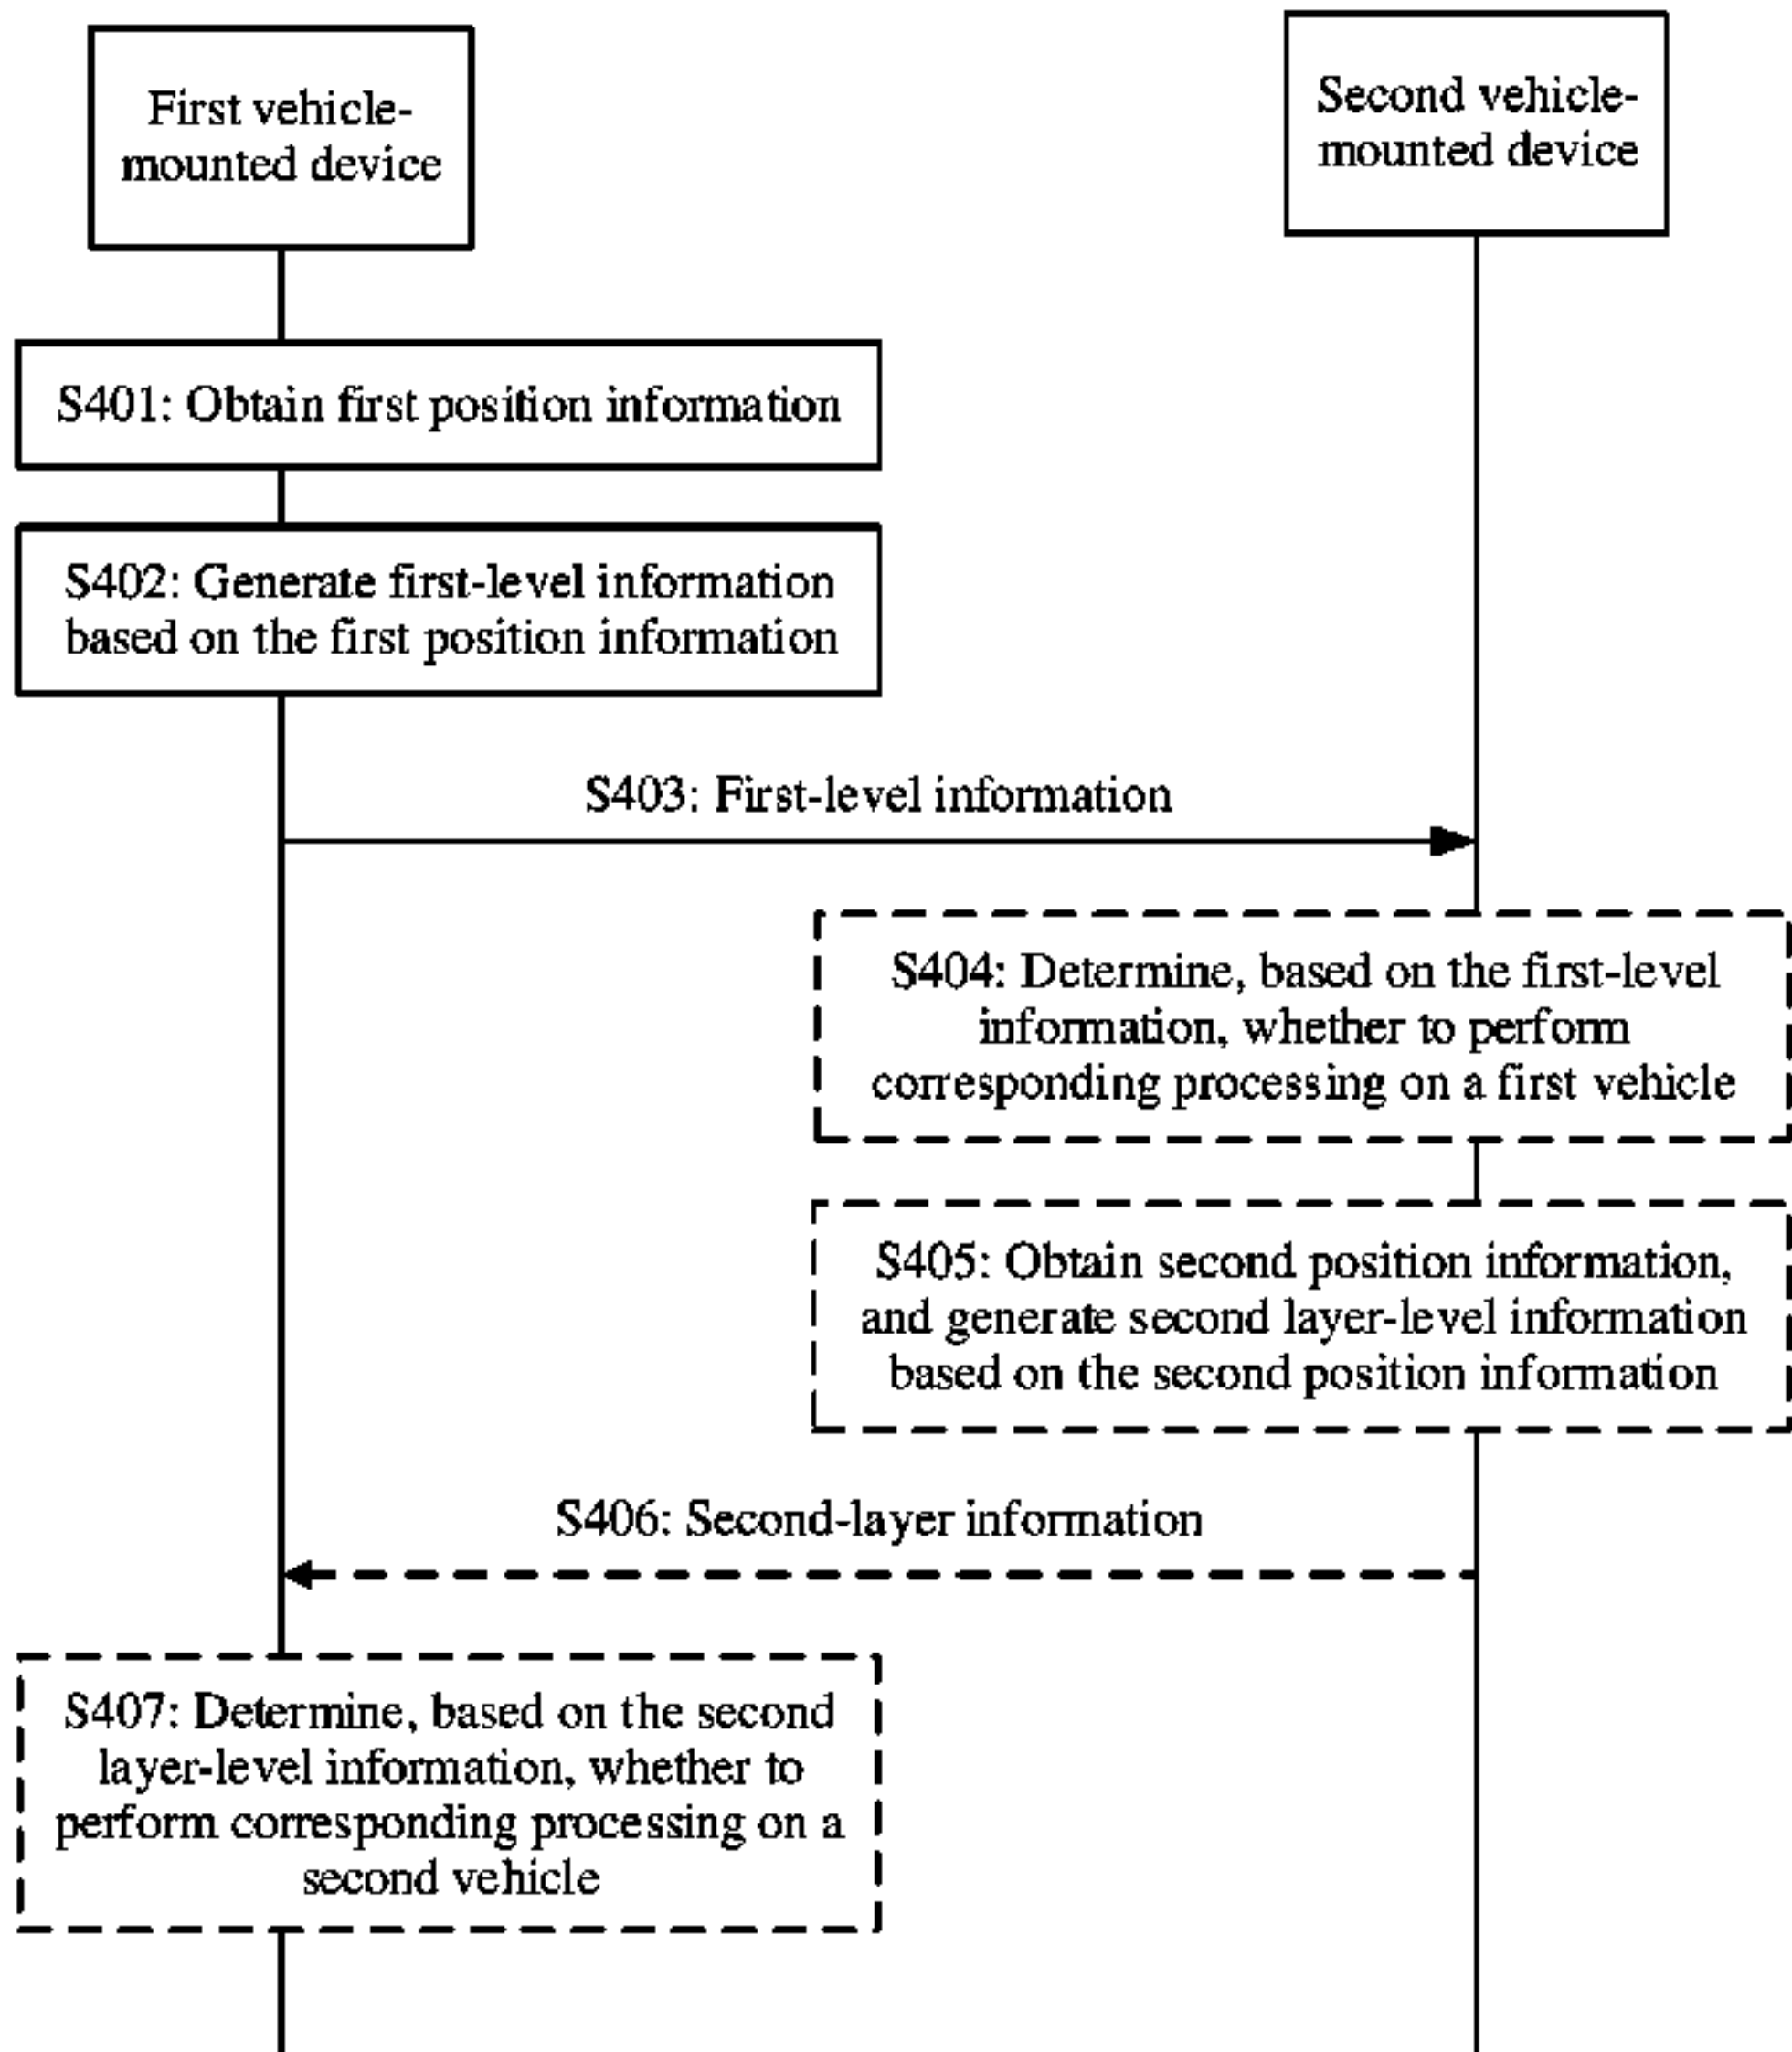 First vehicle-
mounted device
Second vehicle-
mounted device
S401: Obtain first position information
S402: Generate first-level information
based on the first position information
S403: First-level information
S404: Determine, based on the first-level
information, whether to perform
corresponding processing on a first vehicle
S405: Obtain second position information,
and generate second layer-level information
based on the second position information
S406: Second-layer information
S407: Determine, based on the second
layer-level information, whether to
perform corresponding processing on a
second vehicle